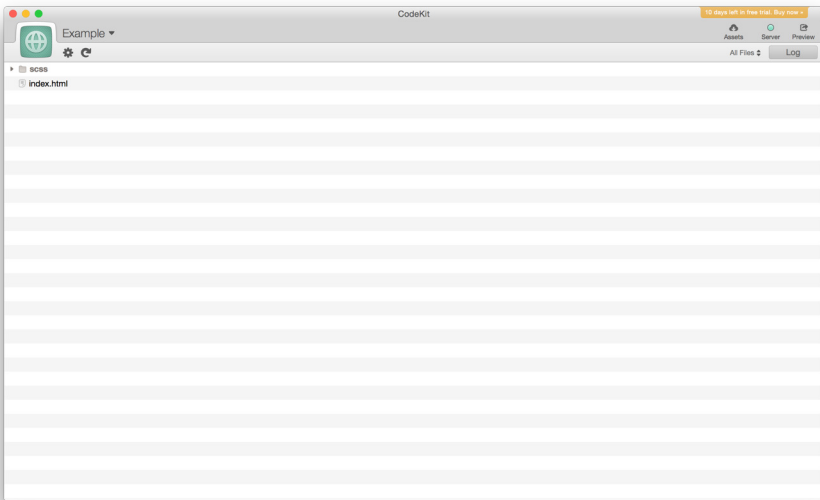 CodeKit
10 days left in free trial. Buy now »
Example
Assets Server Preview
All Files Log
scss
index.html